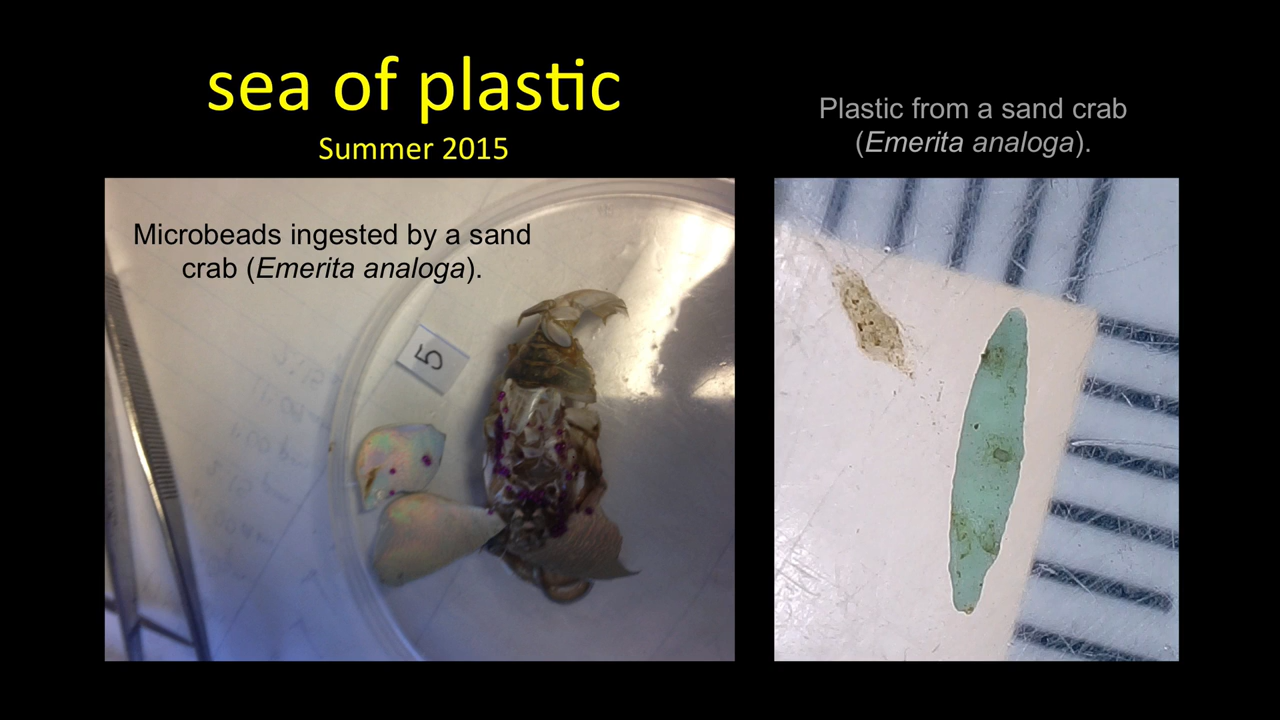 sea of plastic
Summer 2015
Plastic from a sand crab
(Emerita analoga).
Microbeads ingested by a sand
crab (Emerita analoga).
5